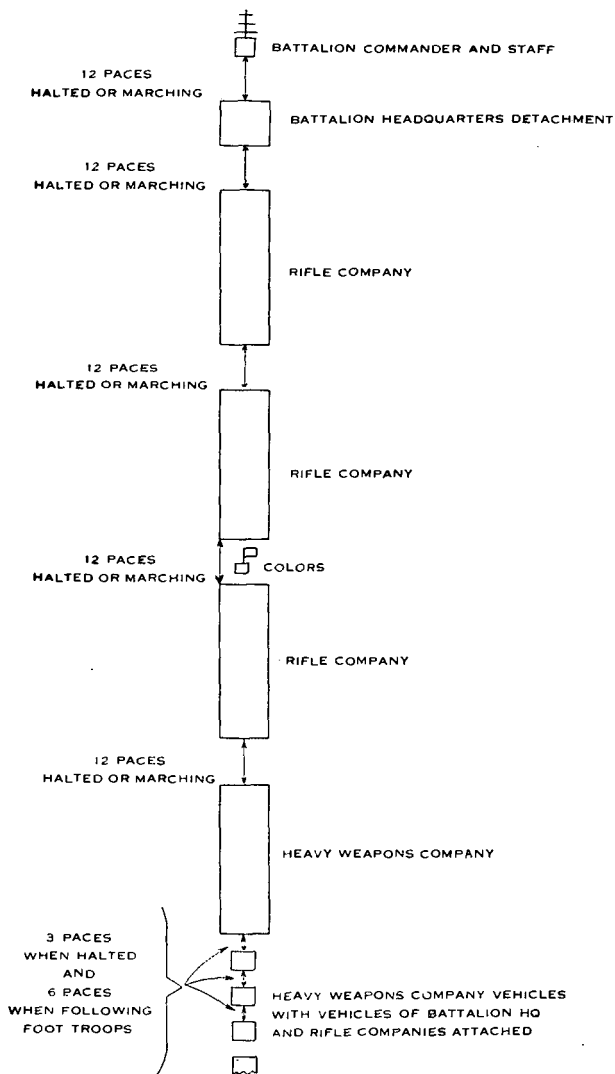 BATTALION COMMANDER AND STAFF
12 PACES
HALTED OR MARCHING
BATTALION HEADQUARTERS DETACHMENT
12 PACES
HALTED OR MARCHING
RIFLE COMPANY
12 PACES
HALTED OR MARCHING
RIFLE COMPANY
12 PACES
HALTED OR MARCHING
COLORS
RIFLE COMPANY
12 PACES
HALTED OR MARCHING
HEAVY WEAPONS COMPANY
3 PACES
WHEN HALTED
AND
6 PACES
WHEN FOLLOWING
FOOT TROOPS
HEAVY WEAPONS COMPANY VEHICLES
WITH VEHICLES OF BATTALION HQ
AND RIFLE COMPANIES ATTACHED